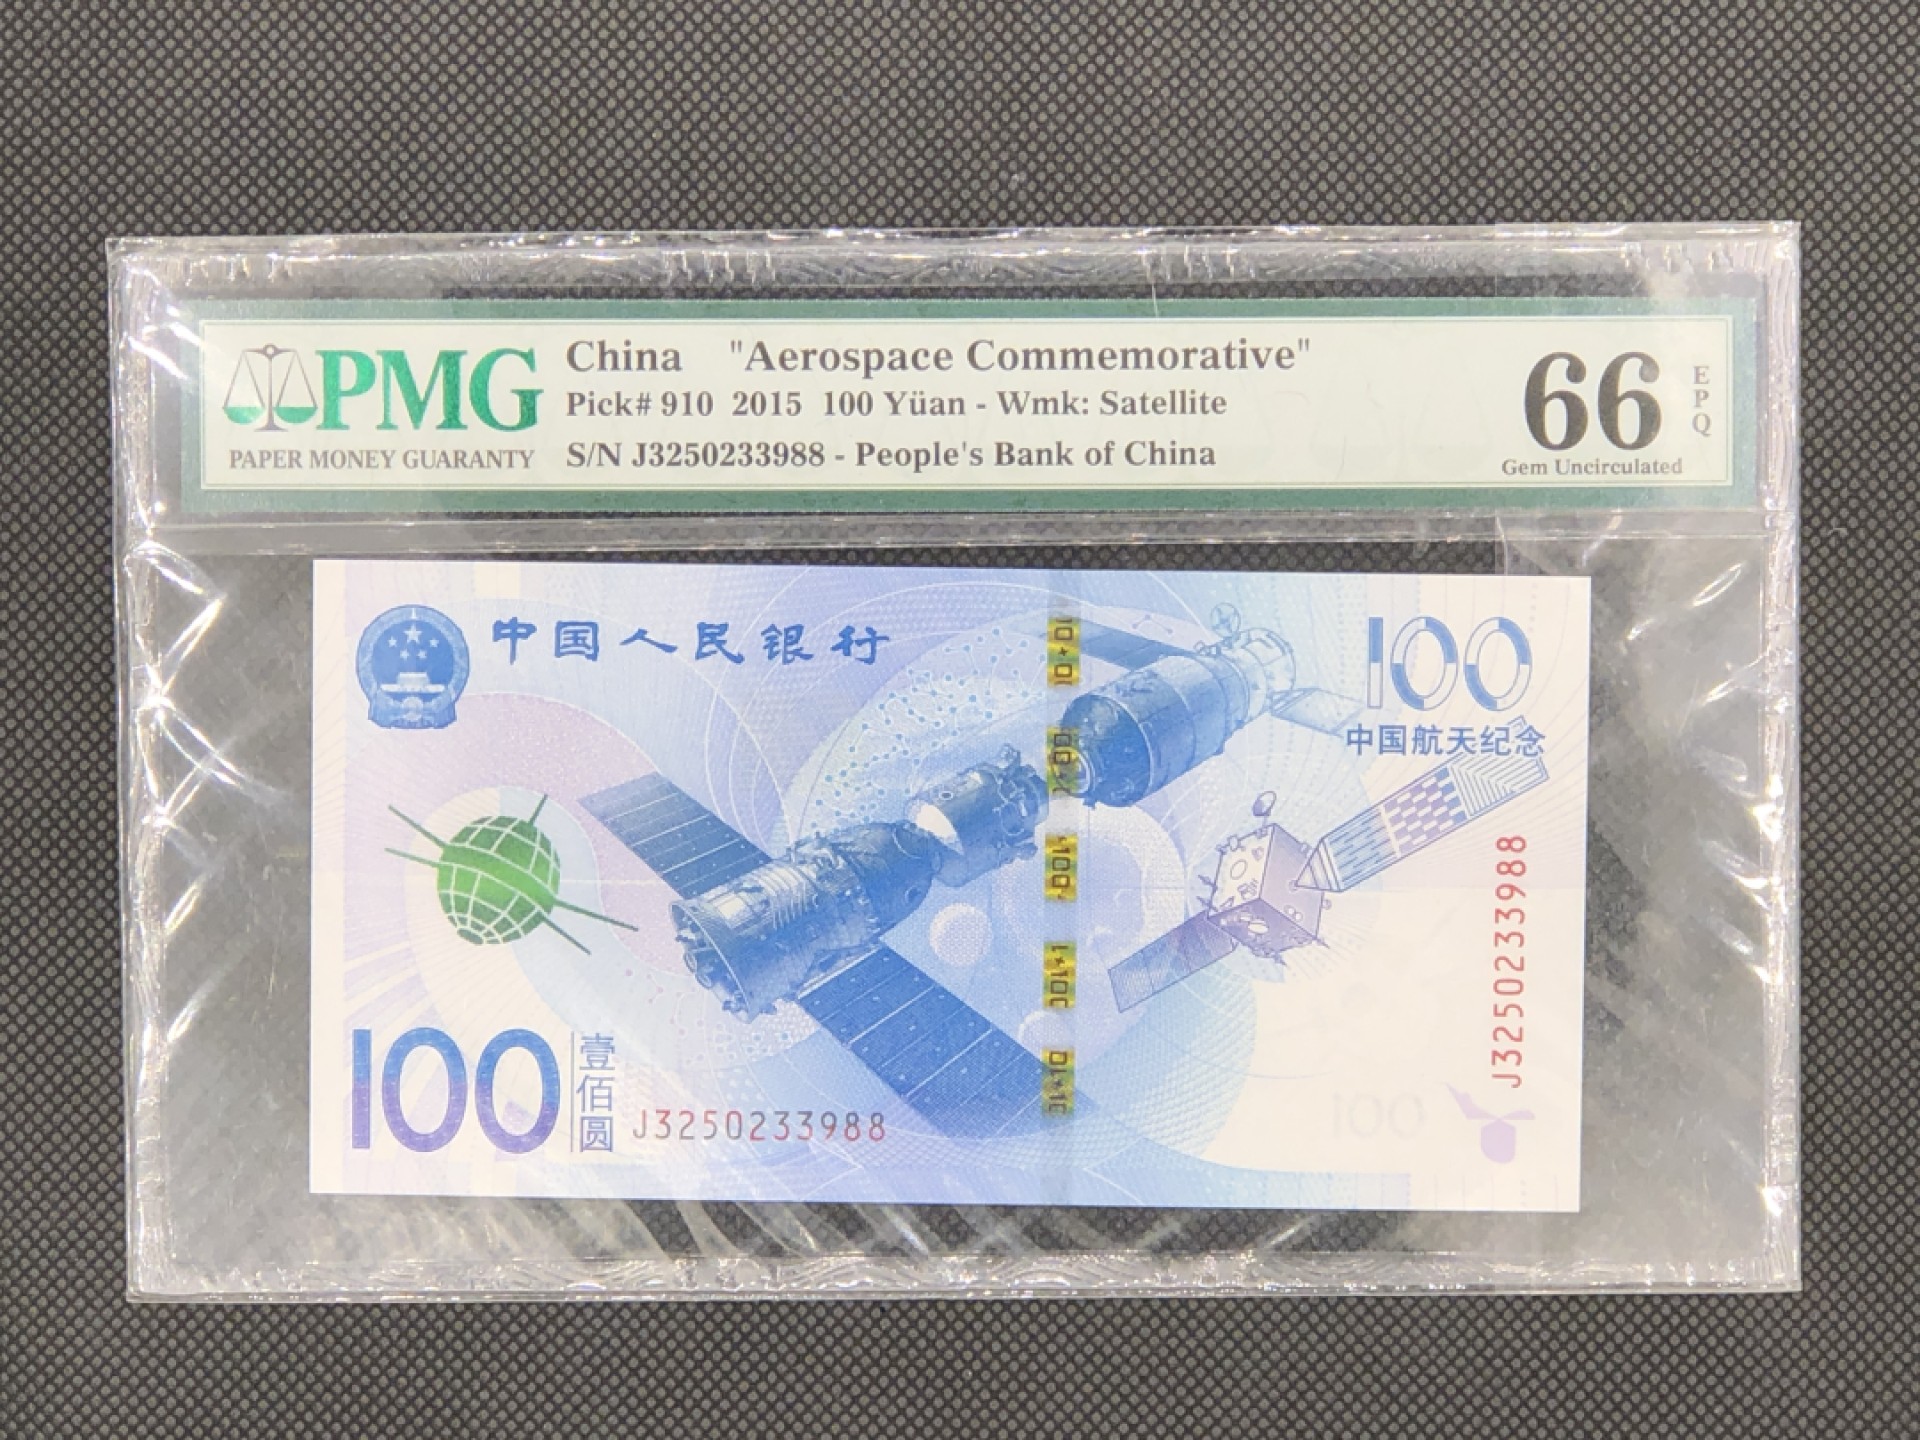 PMG
PAPER MONEY GUARANTY
China "Aerospace Commemorative"
Pick# 910 2015 100 Yüan - Wmk: Satellite
S/N J3250233988 - People's Bank of China
66
EPQ
Gem Uncirculated
中国人民银行
100
中国航天纪念
J3250233988
100
壹佰圆
J3250233988
100